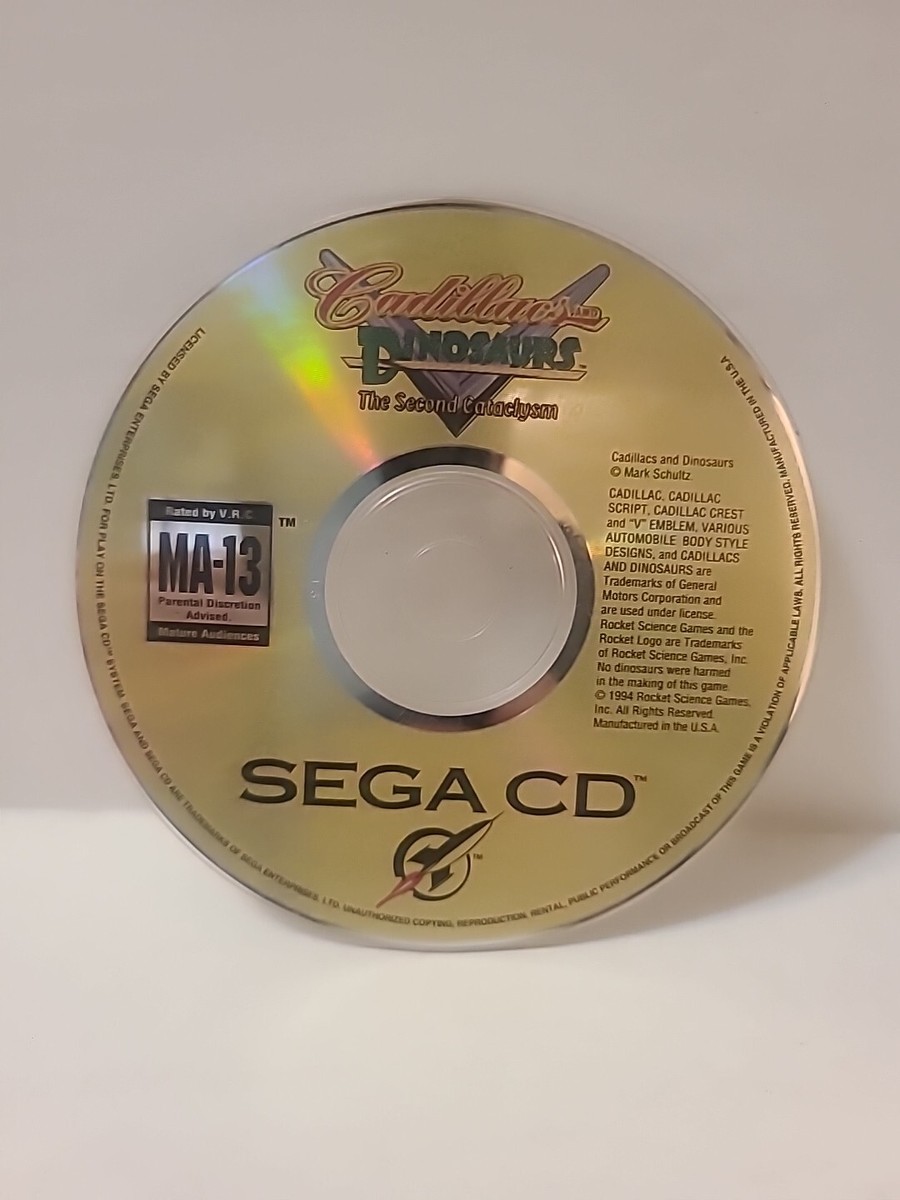 Cadillacs AND
DINOSAURS™
The Second Cataclysm
Rated by V.R.C.
MA-13
Parental Discretion
Advised.
Mature Audiences
™
Cadillacs and Dinosaurs
© Mark Schultz.
CADILLAC, CADILLAC
SCRIPT, CADILLAC CREST
and "V" EMBLEM, VARIOUS
AUTOMOBILE BODY STYLE
DESIGNS, and CADILLACS
AND DINOSAURS are
Trademarks of General
Motors Corporation and
are used under license.
Rocket Science Games and the
Rocket Logo are Trademarks
of Rocket Science Games, Inc.
No dinosaurs were harmed
in the making of this game.
© 1994 Rocket Science Games,
Inc. All Rights Reserved.
Manufactured in the U.S.A.
SEGA CD™
™
LICENSED BY SEGA ENTERPRISES, LTD. FOR PLAY ON THE SEGA CD™ SYSTEM. SEGA AND SEGA CD ARE TRADEMARKS OF SEGA ENTERPRISES, LTD. UNAUTHORIZED COPYING, REPRODUCTION, RENTAL, PUBLIC PERFORMANCE OR BROADCAST OF THIS GAME IS A VIOLATION OF APPLICABLE LAWS. ALL RIGHTS RESERVED. MANUFACTURED IN THE U.S.A